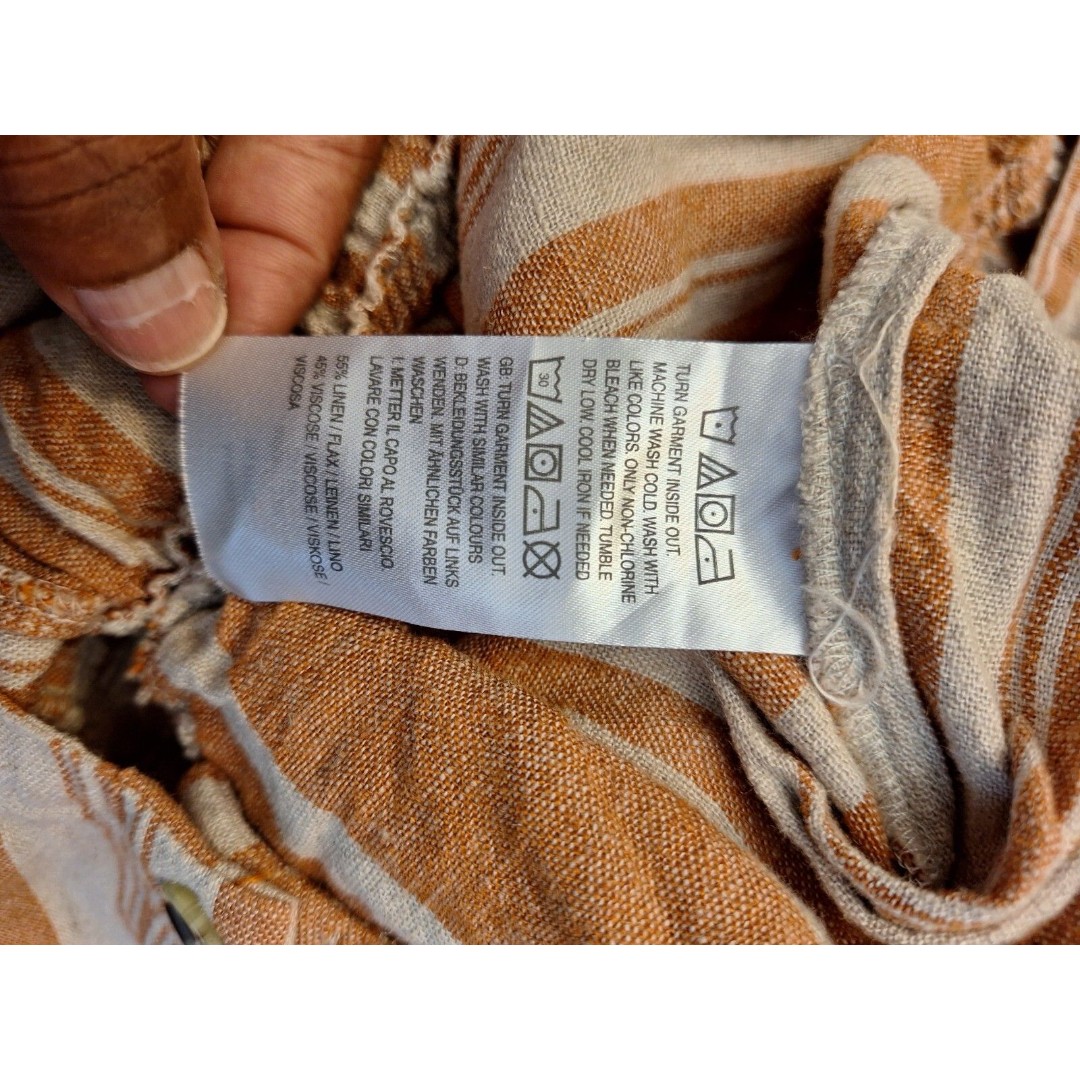 TURN GARMENT INSIDE OUT.
MACHINE WASH COLD. WASH WITH
LIKE COLORS. ONLY NON-CHLORINE
BLEACH WHEN NEEDED. TUMBLE
DRY LOW. COOL IRON IF NEEDED
30
GB: TURN GARMENT INSIDE OUT.
WASH WITH SIMILAR COLOURS
D: BEKLEIDUNGSSTÜCK AUF LINKS
WENDEN. MIT ÄHNLICHEN FARBEN
WASCHEN
I: METTER IL CAPO AL ROVESCIO
LAVARE CON COLORI SIMILARI
55% LINEN / FLAX / LEINEN / LINO
45% VISCOSE / VISCOSE / VISKOSE /
VISCOSA